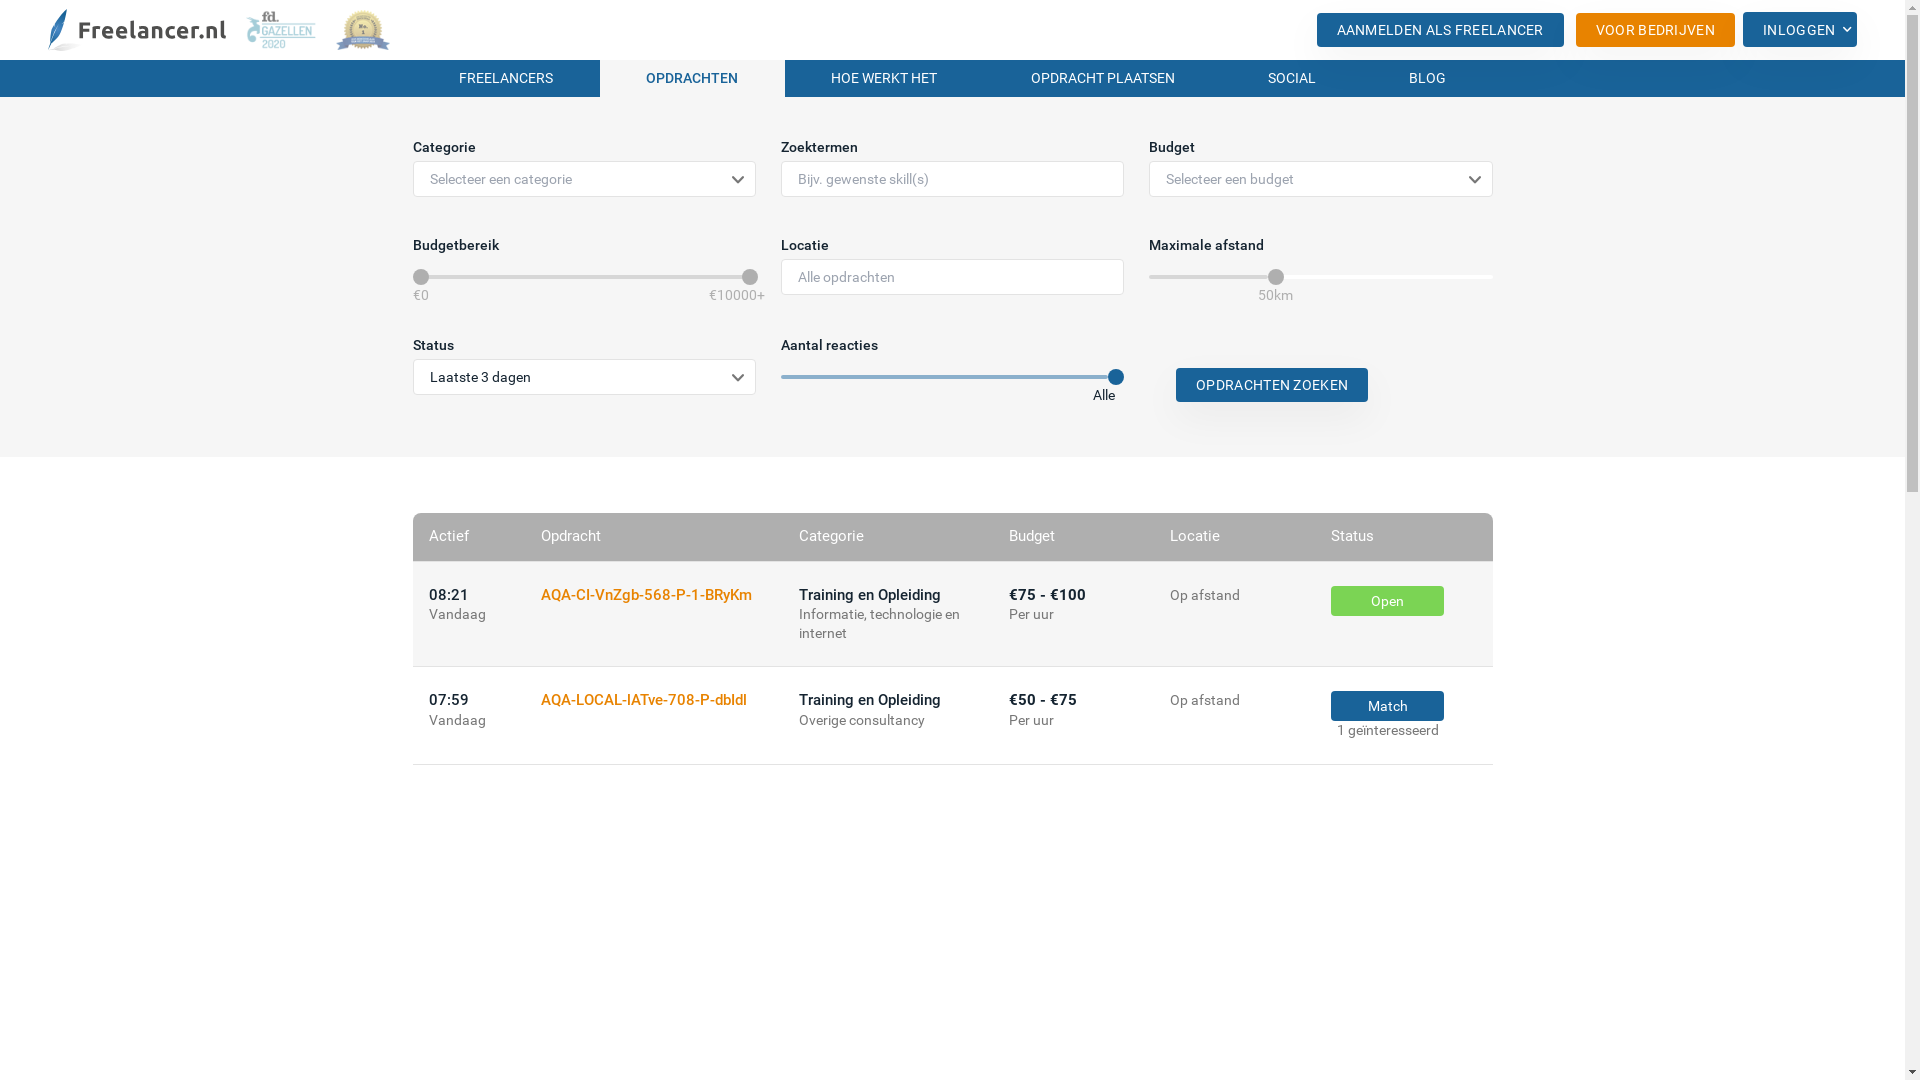 Freelancer.nl
fd.
GAZELLEN
2020
AANMELDEN ALS FREELANCER
VOOR BEDRIJVEN
INLOGGEN
FREELANCERS
OPDRACHTEN
HOE WERKT HET
OPDRACHT PLAATSEN
SOCIAL
BLOG
Categorie
Zoektermen
Budget
Selecteer een categorie
Bijv. gewenste skill(s)
Selecteer een budget
Budgetbereik
Locatie
Maximale afstand
Alle opdrachten
€0
€10000+
50km
Status
Aantal reacties
Laatste 3 dagen
Alle
OPDRACHTEN ZOEKEN
Actief
Opdracht
Categorie
Budget
Locatie
Status
08:21
Vandaag
AQA-CI-VnZgb-568-P-1-BRyKm
Training en Opleiding
Informatie, technologie en
internet
€75 - €100
Per uur
Op afstand
Open
07:59
Vandaag
AQA-LOCAL-IATve-708-P-dbIdI
Training en Opleiding
Overige consultancy
€50 - €75
Per uur
Op afstand
Match
1 geïnteresseerd